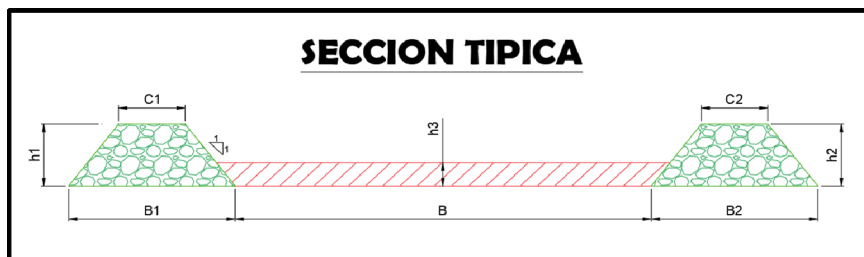 SECCION TIPICA
C1
C2
1
1
h1
h3
h2
B1
B
B2